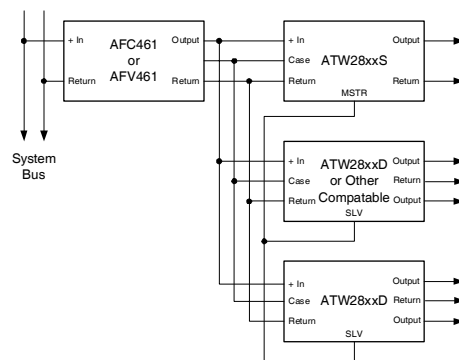 + In
Return
AFC461
or
AFV461
Output
Return
System
Bus
+ In
Case
Return
ATW28xxS
MSTR
Output
Return
+ In
Case
Return
ATW28xxD
or Other
Compatable
SLV
Output
Return
Output
+ In
Case
Return
ATW28xxD
SLV
Output
Return
Output